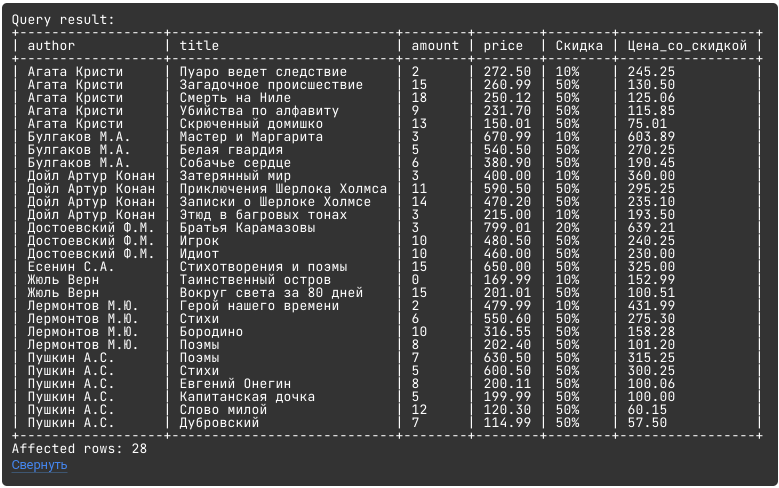 Query result:
+------------------+----------------------------+--------+--------+--------+----------------+
| author           | title                      | amount | price  | Скидка | Цена_со_скидкой |
+------------------+----------------------------+--------+--------+--------+----------------+
| Агата Кристи     | Пуаро ведет следствие      | 2      | 272.50 | 10%    | 245.25         |
| Агата Кристи     | Загадочное происшествие    | 15     | 260.99 | 50%    | 130.50         |
| Агата Кристи     | Смерть на Ниле             | 18     | 250.12 | 50%    | 125.06         |
| Агата Кристи     | Убийства по алфавиту       | 9      | 231.70 | 50%    | 115.85         |
| Агата Кристи     | Скрюченный домишко         | 13     | 150.01 | 50%    | 75.01          |
| Булгаков М.А.    | Мастер и Маргарита         | 3      | 670.99 | 10%    | 603.89         |
| Булгаков М.А.    | Белая гвардия              | 5      | 540.50 | 50%    | 270.25         |
| Булгаков М.А.    | Собачье сердце             | 6      | 380.90 | 50%    | 190.45         |
| Дойл Артур Конан | Затерянный мир             | 3      | 400.00 | 10%    | 360.00         |
| Дойл Артур Конан | Приключения Шерлока Холмса | 11     | 590.50 | 50%    | 295.25         |
| Дойл Артур Конан | Записки о Шерлоке Холмсе   | 14     | 470.20 | 50%    | 235.10         |
| Дойл Артур Конан | Этюд в багровых тонах      | 3      | 215.00 | 10%    | 193.50         |
| Достоевский Ф.М. | Братья Карамазовы          | 3      | 799.01 | 20%    | 639.21         |
| Достоевский Ф.М. | Игрок                      | 10     | 480.50 | 50%    | 240.25         |
| Достоевский Ф.М. | Идиот                      | 10     | 460.00 | 50%    | 230.00         |
| Есенин С.А.      | Стихотворения и поэмы      | 15     | 650.00 | 50%    | 325.00         |
| Жюль Верн        | Таинственный остров        | 0      | 169.99 | 10%    | 152.99         |
| Жюль Верн        | Вокруг света за 80 дней    | 15     | 201.01 | 50%    | 100.51         |
| Лермонтов М.Ю.   | Герой нашего времени       | 2      | 479.99 | 10%    | 431.99         |
| Лермонтов М.Ю.   | Стихи                      | 6      | 550.60 | 50%    | 275.30         |
| Лермонтов М.Ю.   | Бородино                   | 10     | 316.55 | 50%    | 158.28         |
| Лермонтов М.Ю.   | Поэмы                      | 8      | 202.40 | 50%    | 101.20         |
| Пушкин А.С.      | Поэмы                      | 7      | 630.50 | 50%    | 315.25         |
| Пушкин А.С.      | Стихи                      | 5      | 600.50 | 50%    | 300.25         |
| Пушкин А.С.      | Евгений Онегин             | 8      | 200.11 | 50%    | 100.06         |
| Пушкин А.С.      | Капитанская дочка          | 5      | 199.99 | 50%    | 100.00         |
| Пушкин А.С.      | Слово милой                | 12     | 120.30 | 50%    | 60.15          |
| Пушкин А.С.      | Дубровский                 | 7      | 114.99 | 50%    | 57.50          |
+------------------+----------------------------+--------+--------+--------+----------------+
Affected rows: 28
Свернуть